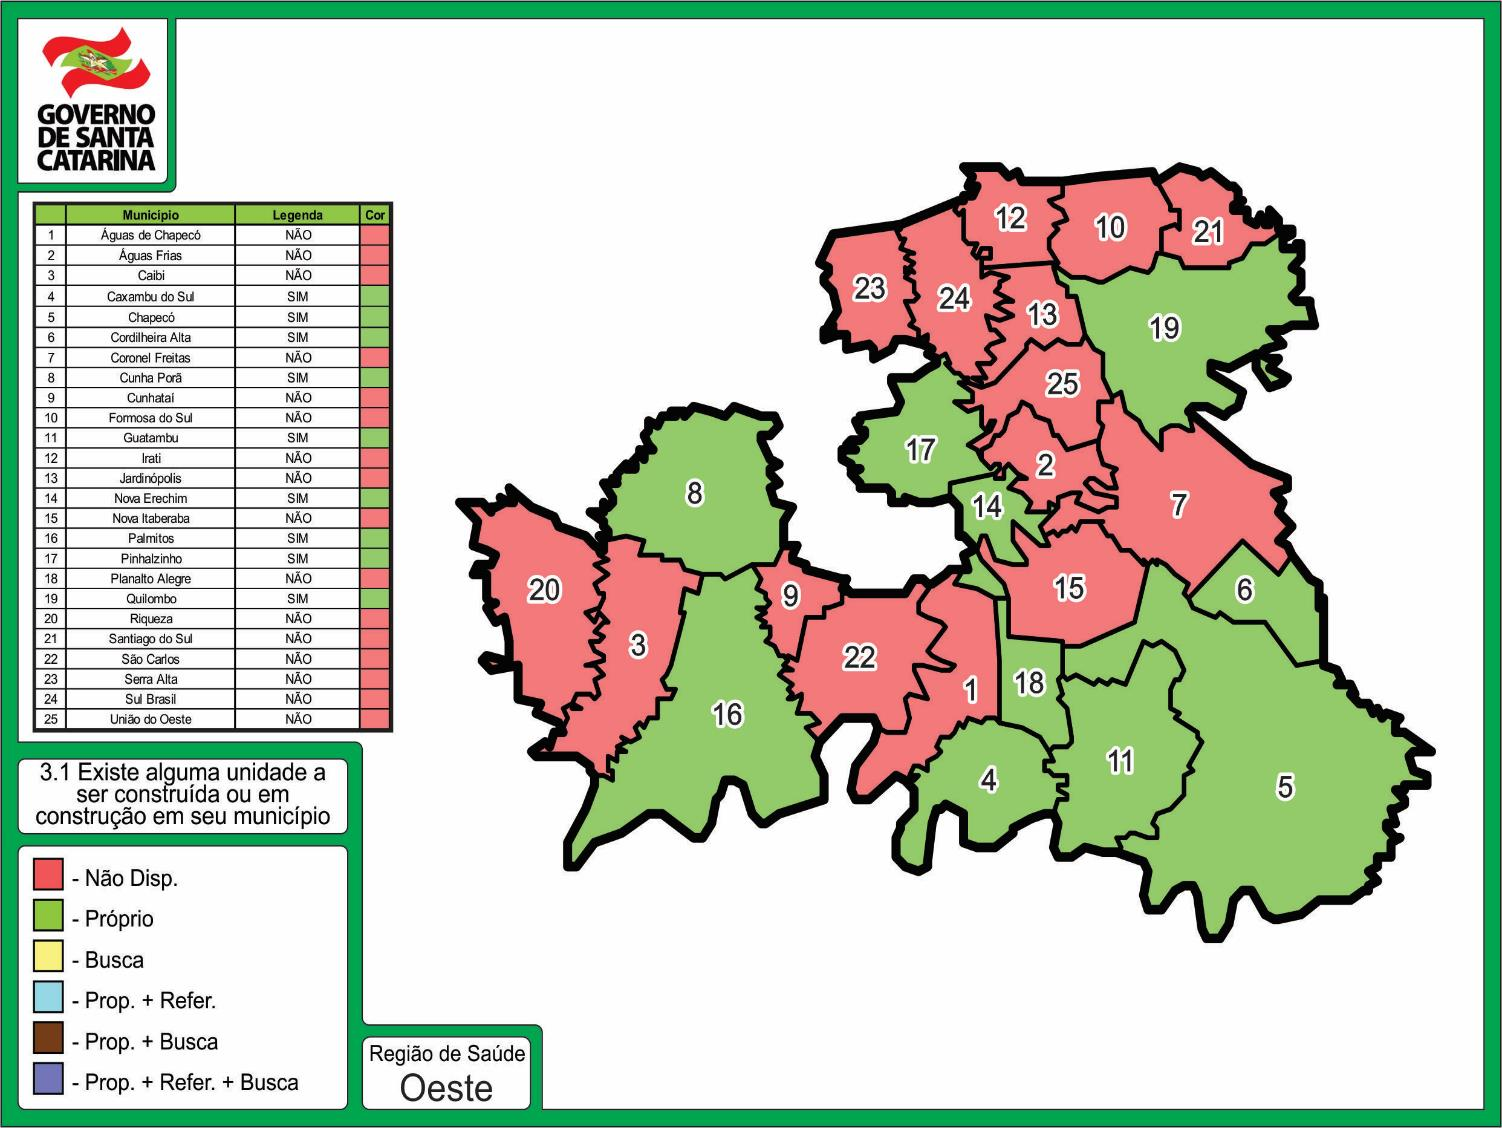 GOVERNO
DE SANTA
CATARINA
Município Legenda Cor
1 Águas de Chapecó NÃO
2 Águas Frias NÃO
3 Caibi NÃO
4 Caxambu do Sul SIM
5 Chapecó SIM
6 Cordilheira Alta SIM
7 Coronel Freitas NÃO
8 Cunha Porã SIM
9 Cunhataí NÃO
10 Formosa do Sul NÃO
11 Guatambu SIM
12 Irati NÃO
13 Jardinópolis NÃO
14 Nova Erechim SIM
15 Nova Itaberaba NÃO
16 Palmitos SIM
17 Pinhalzinho SIM
18 Planalto Alegre NÃO
19 Quilombo SIM
20 Riqueza NÃO
21 Santiago do Sul NÃO
22 São Carlos NÃO
23 Serra Alta NÃO
24 Sul Brasil NÃO
25 União do Oeste NÃO
3.1 Existe alguma unidade a
ser construída ou em
construção em seu município
- Não Disp.
- Próprio
- Busca
- Prop. + Refer.
- Prop. + Busca
- Prop. + Refer. + Busca
Região de Saúde
Oeste
12
10
21
23
24
13
19
25
17
2
14
7
8
20
9
15
6
3
22
18
1
16
4
11
5